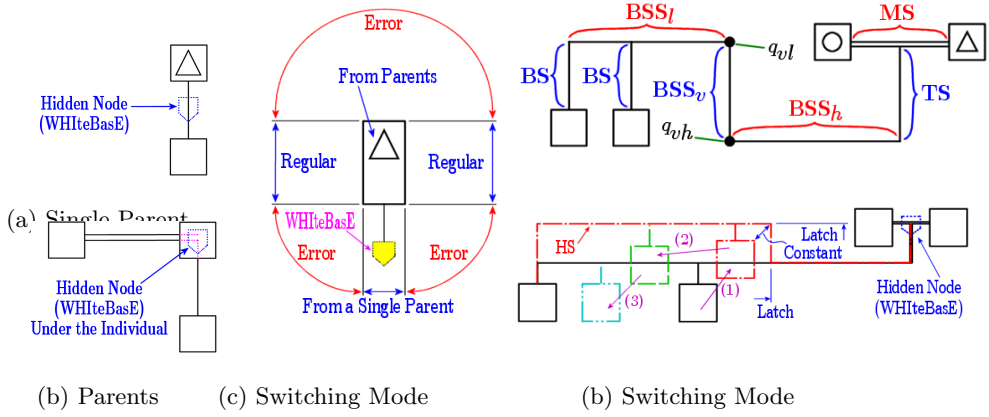 Hidden Node
(WHIteBasE)
(a) Single Parent
Hidden Node
(WHIteBasE)
Under the Individual
(b) Parents
Error
From Parents
Regular
Regular
WHIteBasE
Error
Error
From a Single Parent
(c) Switching Mode
BSS_l
MS
q_vl
BS
BS
BSS_v
TS
BSS_h
q_vh
HS
(2)
Latch
Constant
(3)
(1)
Latch
Hidden Node
(WHIteBasE)
(b) Switching Mode